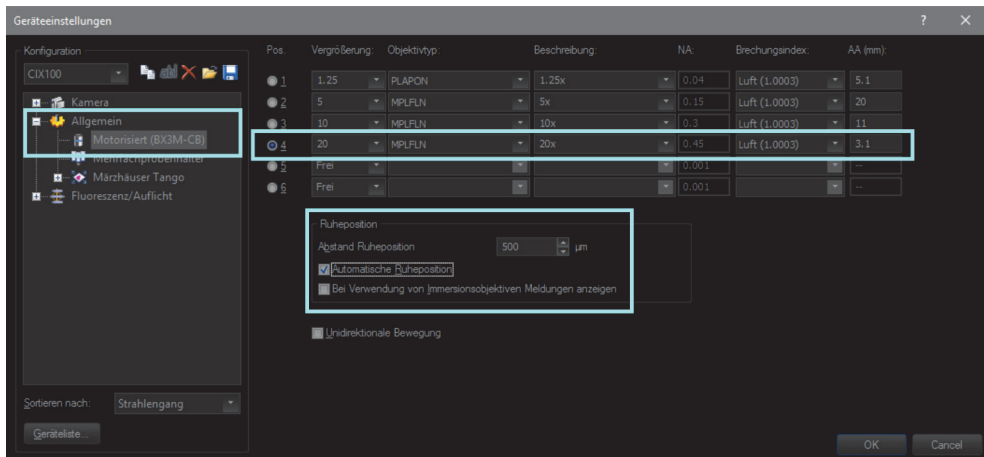 Geräteeinstellungen ? ×
Konfiguration
CIX100
Kamera
Allgemein
Motorisiert (BX3M-CB)
Mehrfachprobenhalter
Märzhäuser Tango
Fluoreszenz/Auflicht
Sortieren nach: Strahlengang
Geräteliste...
Pos. Vergrößerung: Objektivtyp: Beschreibung: NA: Brechungsindex: AA (mm):
1 1.25 PLAPON 1.25x 0.04 Luft (1.0003) 5.1
2 5 MPLFLN 5x 0.15 Luft (1.0003) 20
3 10 MPLFLN 10x 0.3 Luft (1.0003) 11
4 20 MPLFLN 20x 0.45 Luft (1.0003) 3.1
5 Frei 0.001 --
6 Frei 0.001 --
Ruheposition
Abstand Ruheposition 500 µm
Automatische Ruheposition
Bei Verwendung von Immersionsobjektiven Meldungen anzeigen
Unidirektionale Bewegung
OK Cancel